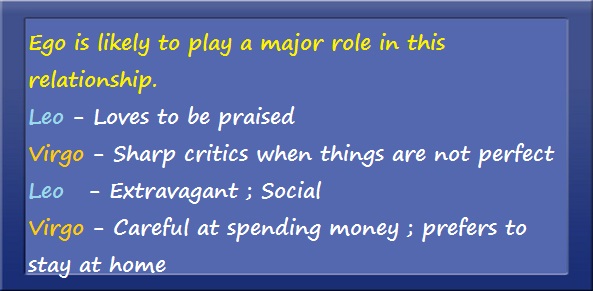 Ego is likely to play a major role in this
relationship.
Leo - Loves to be praised
Virgo - Sharp critics when things are not perfect
Leo - Extravagant ; Social
Virgo - Careful at spending money ; prefers to
stay at home